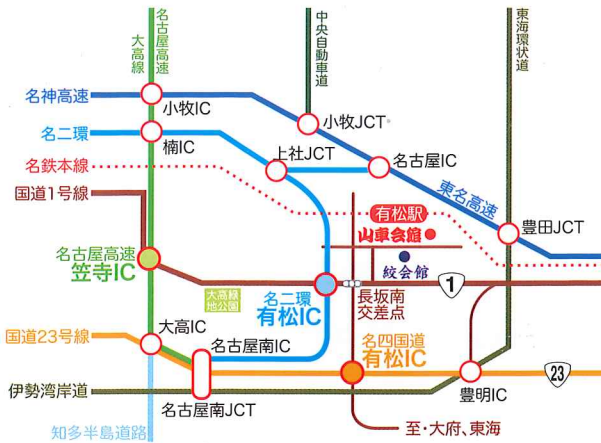 名古屋高速
大高線
中央自動車道
東海環状道
名神高速
小牧IC
小牧JCT
名二環
楠IC
上社JCT
名古屋IC
名鉄本線
東名高速
国道1号線
有松駅
山車会館
豊田JCT
名古屋高速
笠寺IC
絞会館
大高緑
地公園
名二環
有松IC
長坂南
交差点
1
国道23号線
大高IC
名古屋南IC
名四国道
有松IC
23
伊勢湾岸道
名古屋南JCT
豊明IC
知多半島道路
至・大府、東海